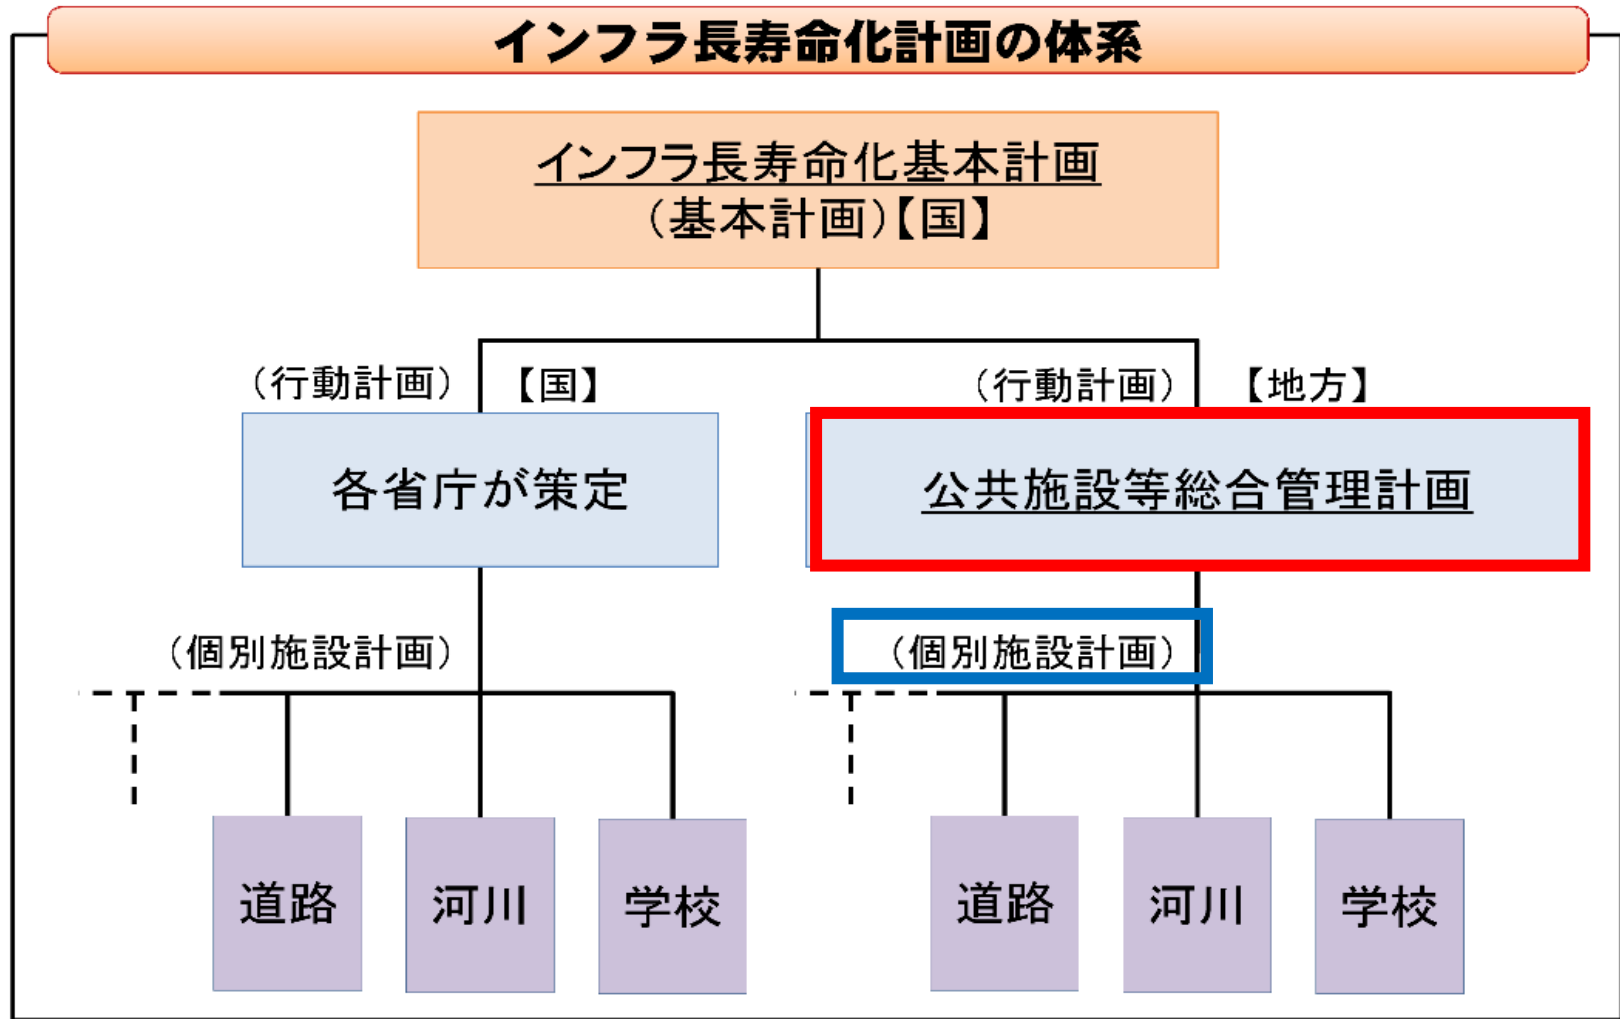 インフラ長寿命化計画の体系
インフラ長寿命化基本計画
（基本計画）【国】
（行動計画） 【国】
（行動計画） 【地方】
各省庁が策定
公共施設等総合管理計画
（個別施設計画）
（個別施設計画）
道路
河川
学校
道路
河川
学校